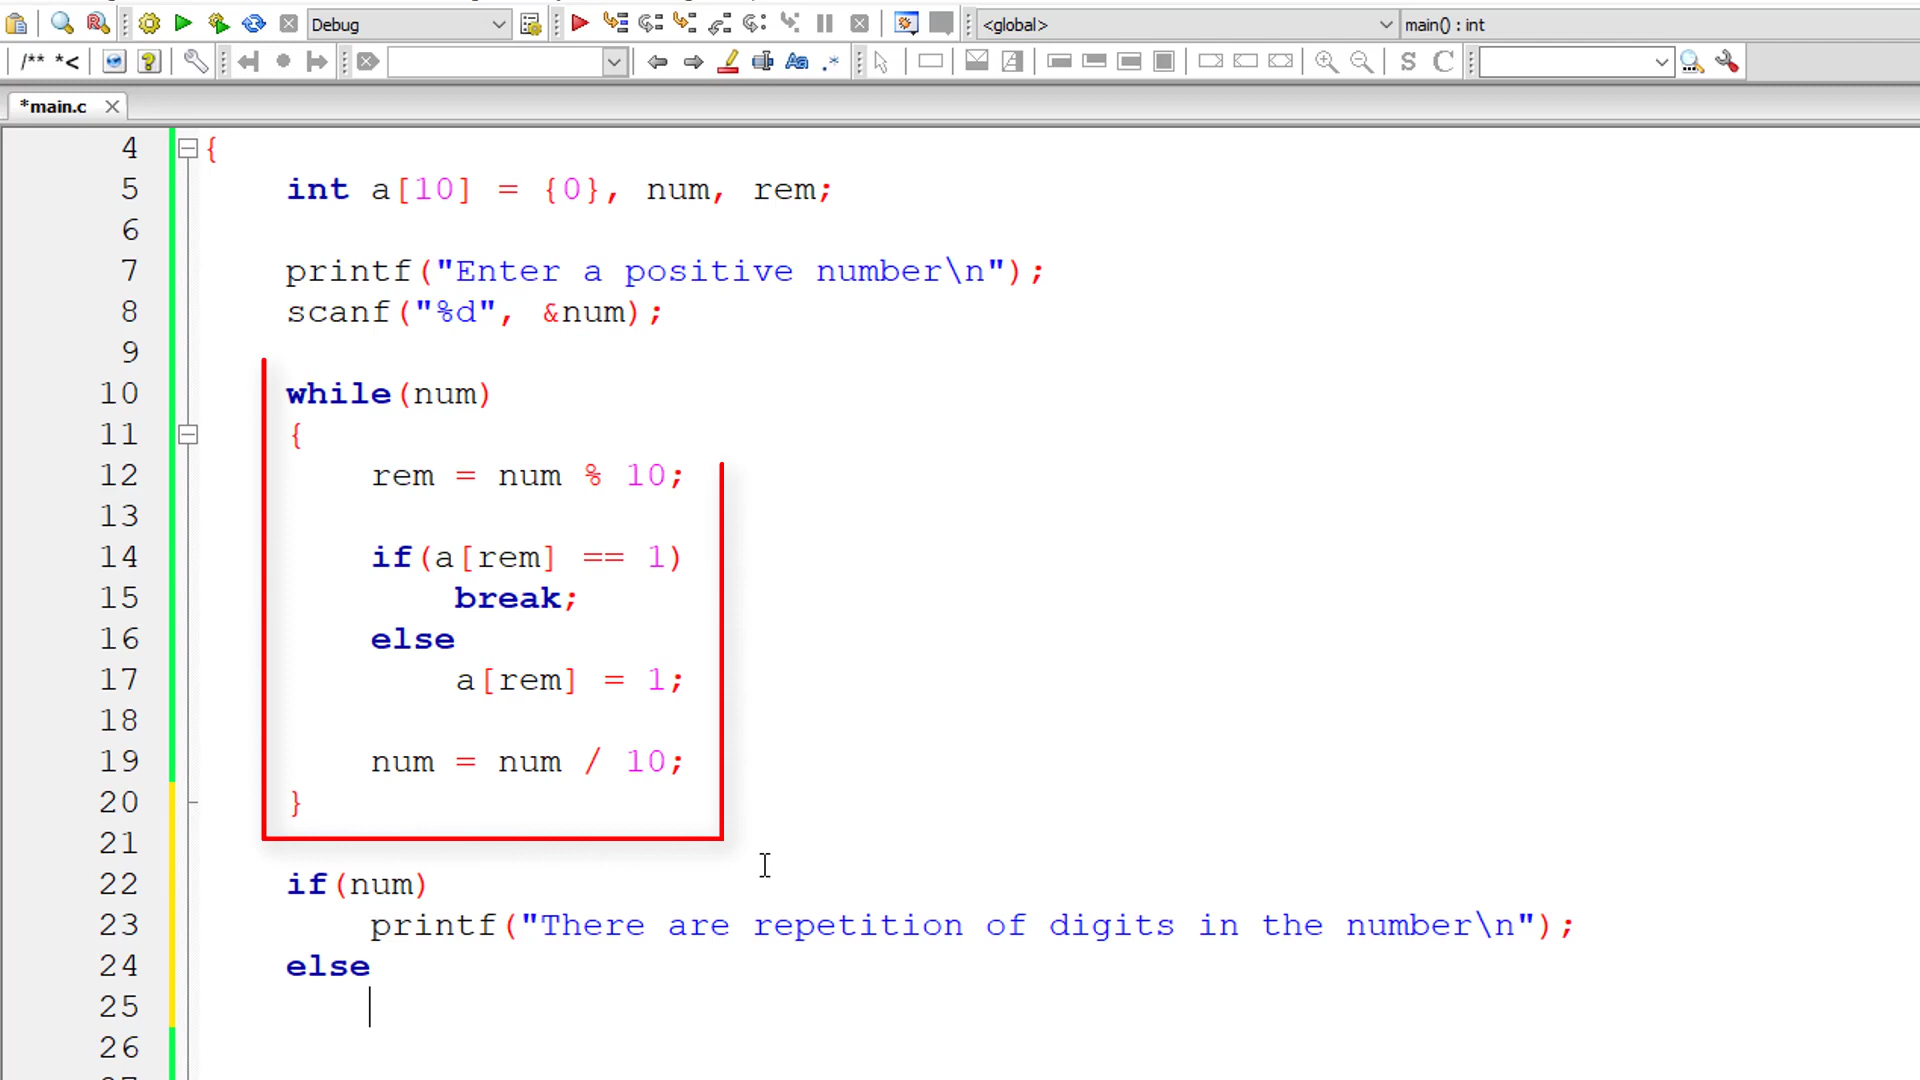 Debug
<global>
main() : int
/** *<
Aa
.*
S C
*main.c
4 {
5 int a[10] = {0}, num, rem;
6
7 printf("Enter a positive number\n");
8 scanf("%d", &num);
9
10 while(num)
11 {
12 rem = num % 10;
13
14 if(a[rem] == 1)
15 break;
16 else
17 a[rem] = 1;
18
19 num = num / 10;
20 }
21
22 if(num)
23 printf("There are repetition of digits in the number\n");
24 else
25
26